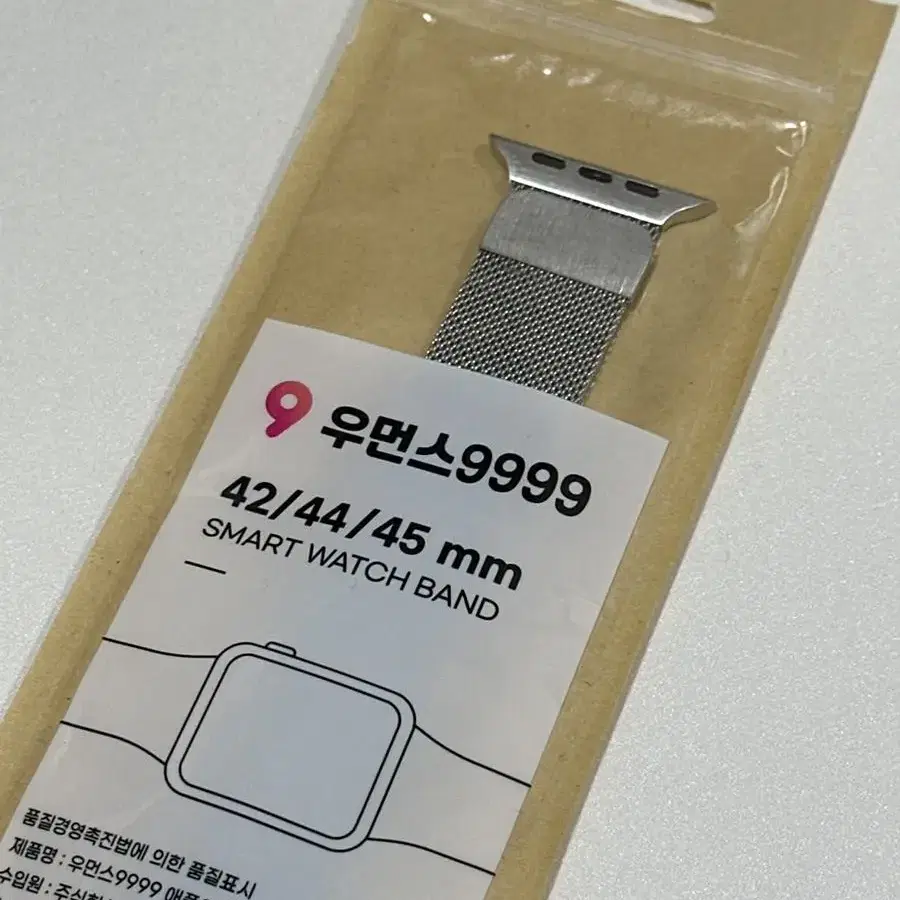 9 우먼스9999
42/44/45 mm
SMART WATCH BAND
품질경영촉진법에 의한 품질표시
제품명 : 우먼스9999
수입원 :